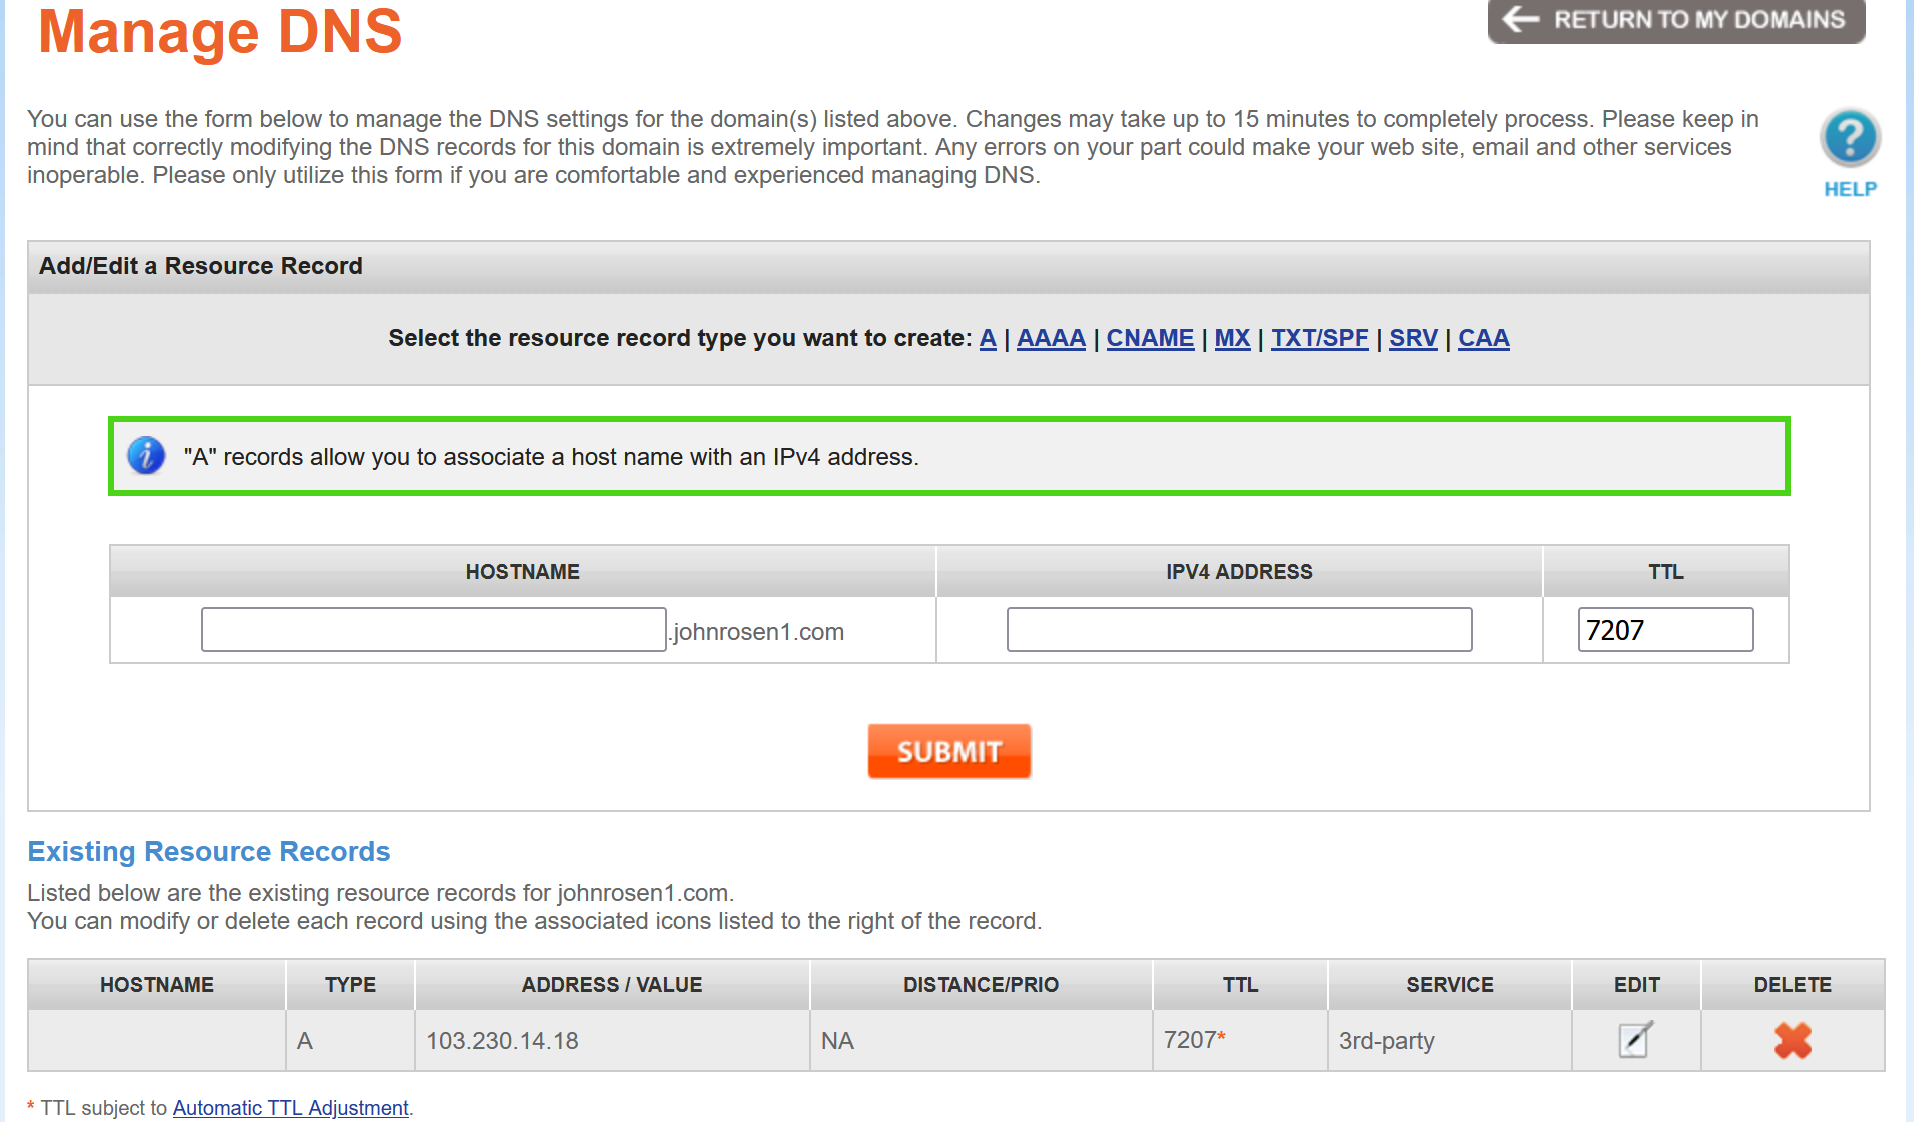 Manage DNS
RETURN TO MY DOMAINS
You can use the form below to manage the DNS settings for the domain(s) listed above. Changes may take up to 15 minutes to completely process. Please keep in
mind that correctly modifying the DNS records for this domain is extremely important. Any errors on your part could make your web site, email and other services
inoperable. Please only utilize this form if you are comfortable and experienced managing DNS.
HELP
Add/Edit a Resource Record
Select the resource record type you want to create: A | AAAA | CNAME | MX | TXT/SPF | SRV | CAA
"A" records allow you to associate a host name with an IPv4 address.
HOSTNAME IPV4 ADDRESS TTL
.johnrosen1.com 7207
SUBMIT
Existing Resource Records
Listed below are the existing resource records for johnrosen1.com.
You can modify or delete each record using the associated icons listed to the right of the record.
HOSTNAME TYPE ADDRESS / VALUE DISTANCE/PRIO TTL SERVICE EDIT DELETE
A 103.230.14.18 NA 7207* 3rd-party
* TTL subject to Automatic TTL Adjustment.